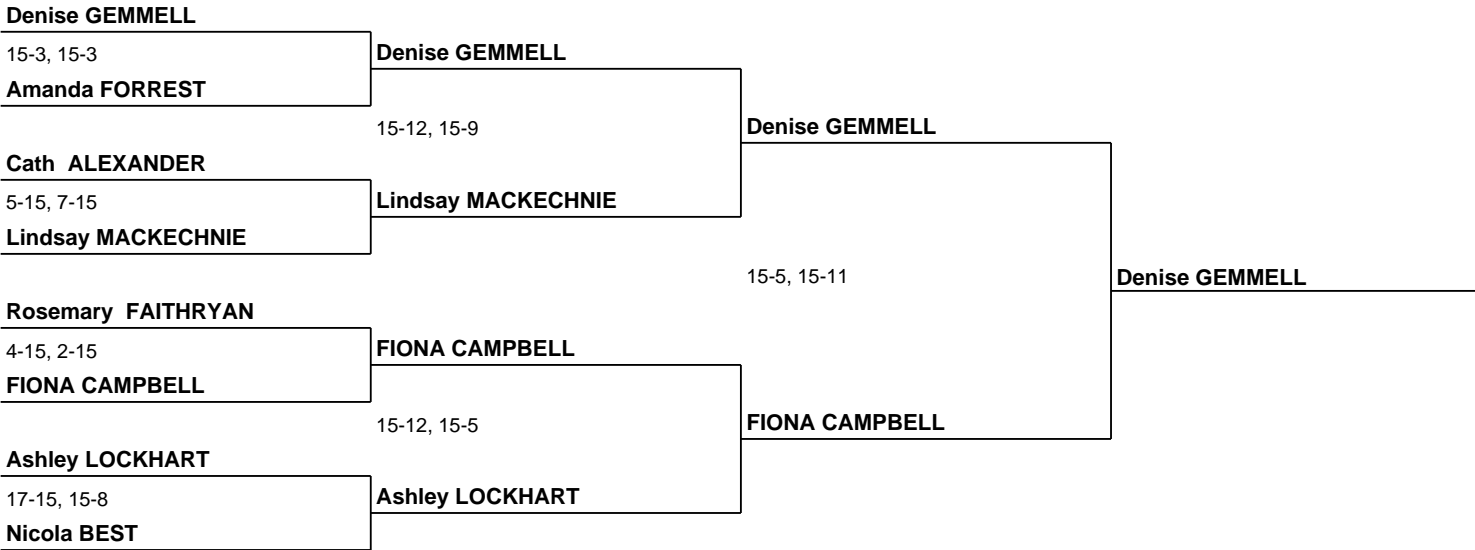 Denise GEMMELL
15-3, 15-3
Denise GEMMELL
Amanda FORREST
15-12, 15-9
Denise GEMMELL
Cath  ALEXANDER
5-15, 7-15
Lindsay MACKECHNIE
Lindsay MACKECHNIE
15-5, 15-11
Denise GEMMELL
Rosemary  FAITHRYAN
4-15, 2-15
FIONA CAMPBELL
FIONA CAMPBELL
15-12, 15-5
FIONA CAMPBELL
Ashley LOCKHART
17-15, 15-8
Ashley LOCKHART
Nicola BEST